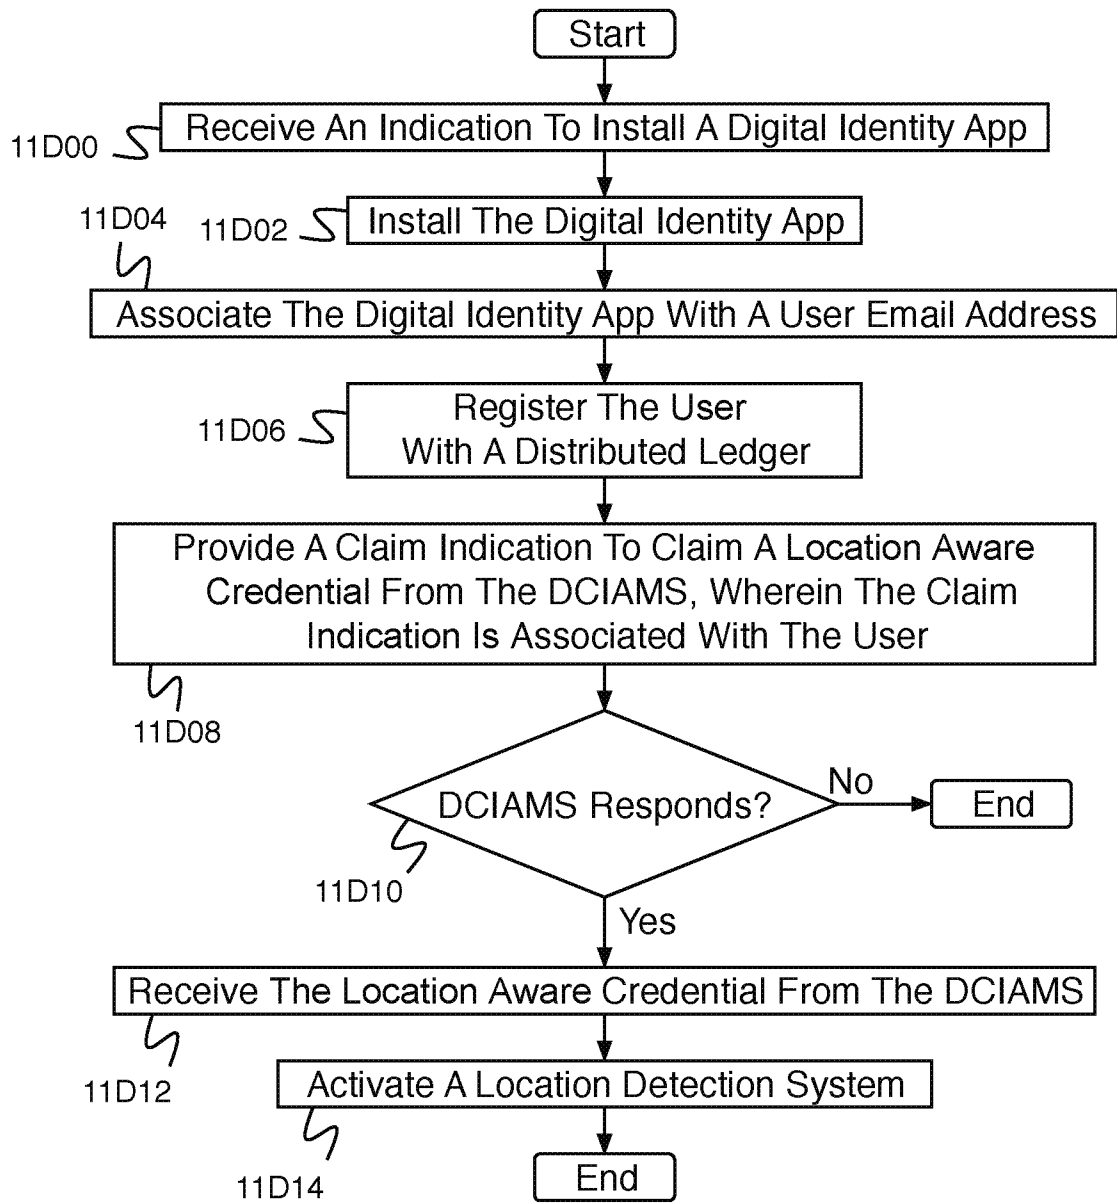 Start
Receive An Indication To Install A Digital Identity App
11D00
11D04
11D02
Install The Digital Identity App
Associate The Digital Identity App With A User Email Address
Register The User
With A Distributed Ledger
11D06
Provide A Claim Indication To Claim A Location Aware
Credential From The DCIAMS, Wherein The Claim
Indication Is Associated With The User
11D08
DCIAMS Responds?
No
End
11D10
Yes
Receive The Location Aware Credential From The DCIAMS
11D12
Activate A Location Detection System
11D14
End